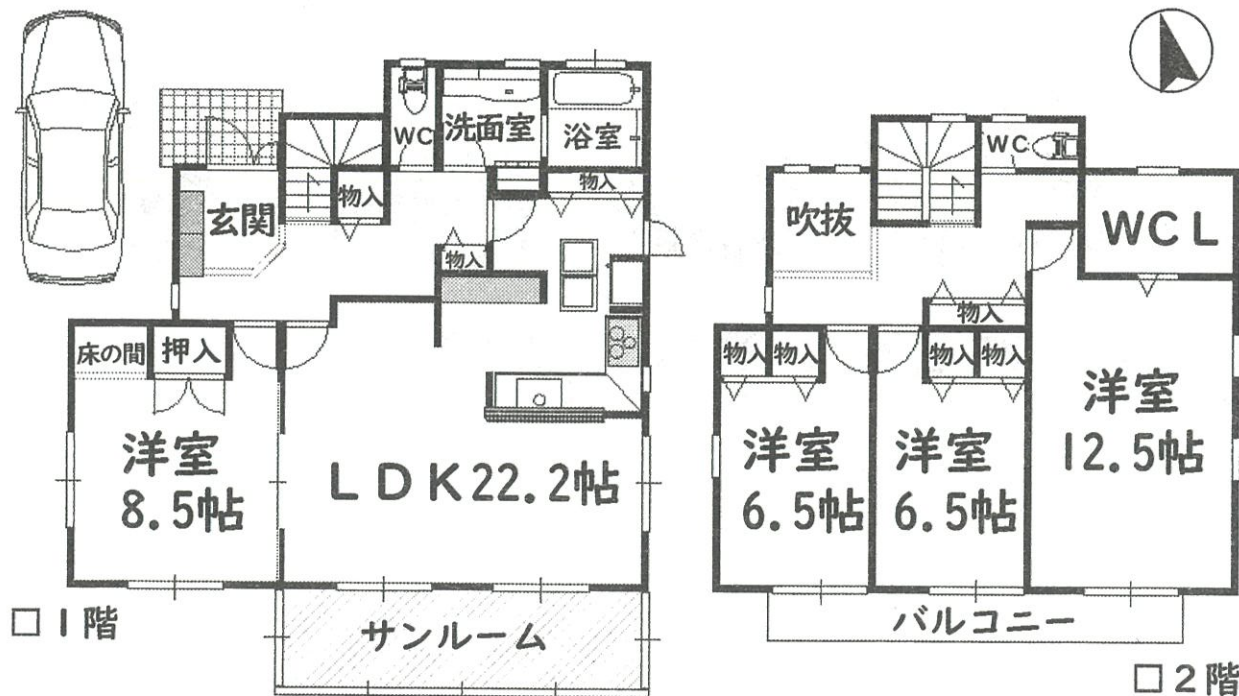 WC
洗面室
浴室
物入
物入
玄関
物入
床の間
押入
洋室
8.5帖
LDK22.2帖
サンルーム
□1階
WC
吹抜
WCL
物入
物入
物入
物入
物入
洋室
6.5帖
洋室
6.5帖
洋室
12.5帖
バルコニー
□2階